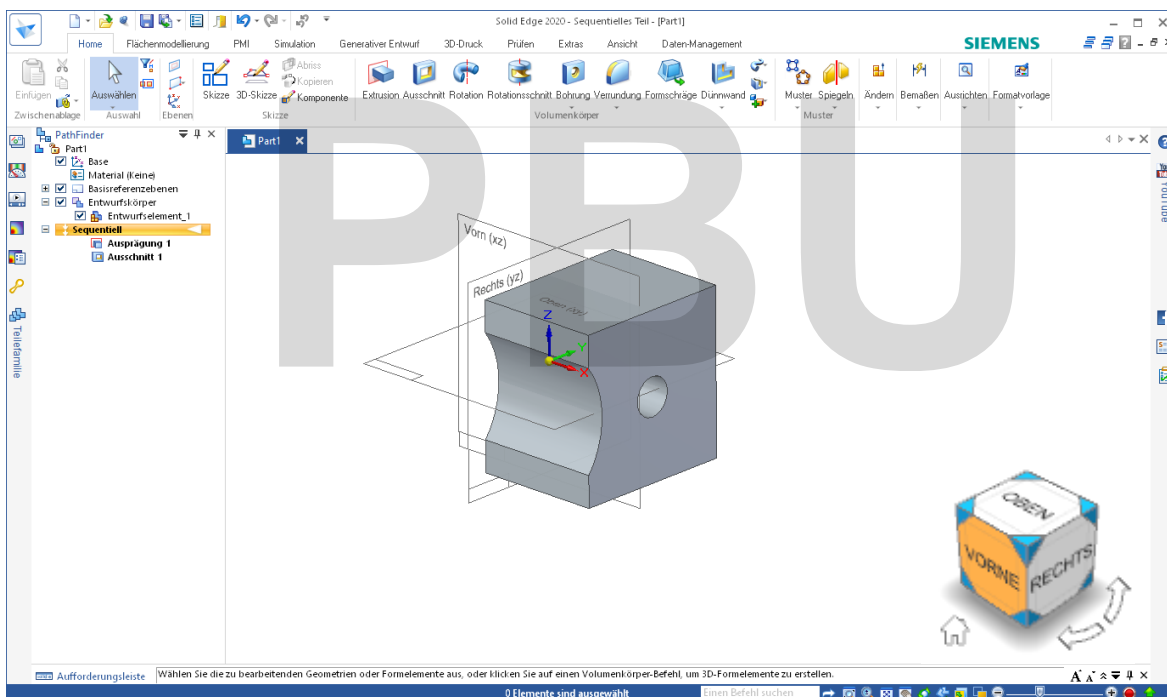 Solid Edge 2020 - Sequentielles Teil - [Part1]
Home Flächenmodellierung PMI Simulation Generativer Entwurf 3D-Druck Prüfen Extras Ansicht Daten-Management SIEMENS
Abriss
Kopieren
Einfügen Auswählen Skizze 3D-Skizze Komponente Extrusion Ausschnitt Rotation Rotationsschnitt Bohrung Verrundung Formschräge Dünnwand Muster Spiegeln Ändern Bemaßen Ausrichten Formatvorlage
Zwischenablage Auswahl Ebenen Skizze Volumenkörper Muster
PathFinder
Part1
Part1
Base
Material (Keine)
Basisreferenzebenen
Entwurfskörper
Entwurfselement_1
Sequentiell
Ausprägung 1
Ausschnitt 1
Teilefamilie
YouTube
PBU
Vorn (xz)
Rechts (yz)
Oben (xy)
Z
Y
X
OBEN
VORNE
RECHTS
Aufforderungsleiste Wählen Sie die zu bearbeitenden Geometrien oder Formelemente aus, oder klicken Sie auf einen Volumenkörper-Befehl, um 3D-Formelemente zu erstellen.
0 Elemente sind ausgewählt Einen Befehl suchen